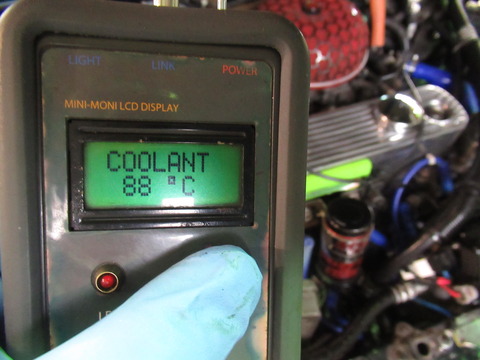 LIGHT LINK POWER
MINI-MONI LCD DISPLAY
COOLANT
88 °C